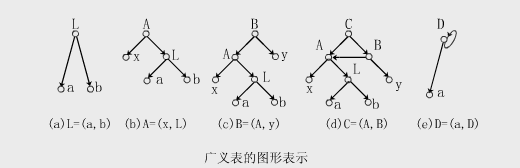 L A B C D
x L A y A B
a b a b x L x L y a
a b a b
(a)L=(a,b) (b)A=(x,L) (c)B=(A,y) (d)C=(A,B) (e)D=(a,D)
广义表的图形表示